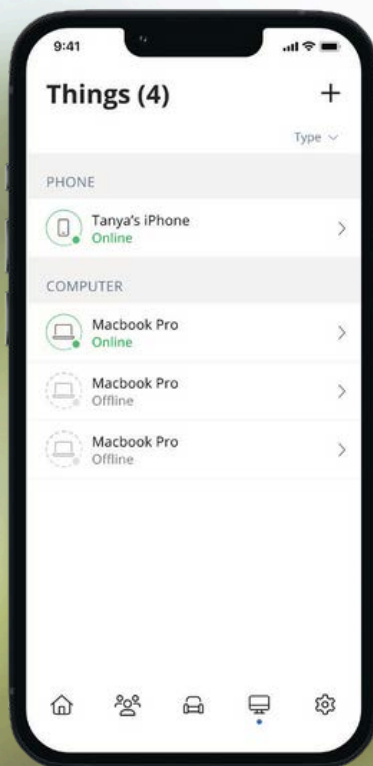 9:41
Things (4)
Type
PHONE
Tanya's iPhone
Online
COMPUTER
Macbook Pro
Online
Macbook Pro
Offline
Macbook Pro
Offline